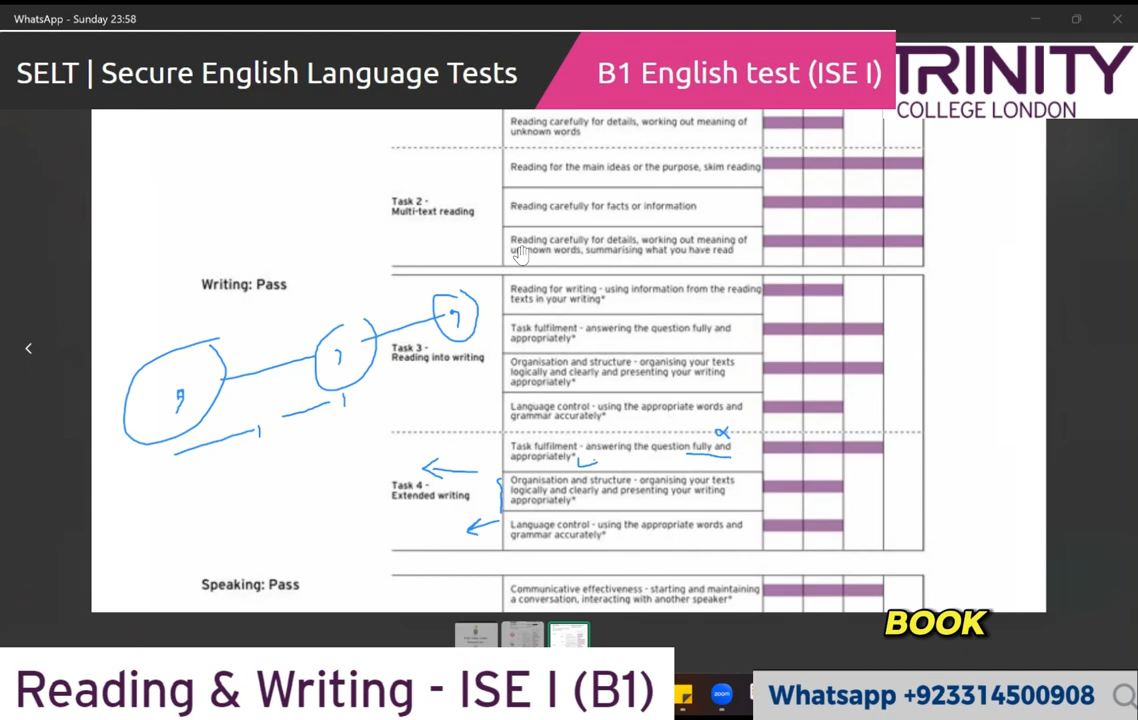 WhatsApp - Sunday 23:58
SELT | Secure English Language Tests
B1 English test (ISE I)
TRINITY
COLLEGE LONDON
Reading carefully for details, working out meaning of
unknown words
Reading for the main ideas or the purpose, skim reading
Task 2 -
Multi-text reading
Reading carefully for facts or information
Reading carefully for details, working out meaning of
unknown words, summarising what you have read
Writing: Pass
Reading for writing - using information from the reading
texts in your writing*
Task fulfilment - answering the question fully and
appropriately*
Task 3 -
Reading into writing
Organisation and structure - organising your texts
logically and clearly and presenting your writing
appropriately*
Language control - using the appropriate words and
grammar accurately*
Task fulfilment - answering the question fully and
appropriately*
Task 4 -
Extended writing
Organisation and structure - organising your texts
logically and clearly and presenting your writing
appropriately*
Language control - using the appropriate words and
grammar accurately*
Speaking: Pass
Communicative effectiveness - starting and maintaining
a conversation, interacting with another speaker*
BOOK
Reading & Writing - ISE I (B1)
zoom
Whatsapp +923314500908